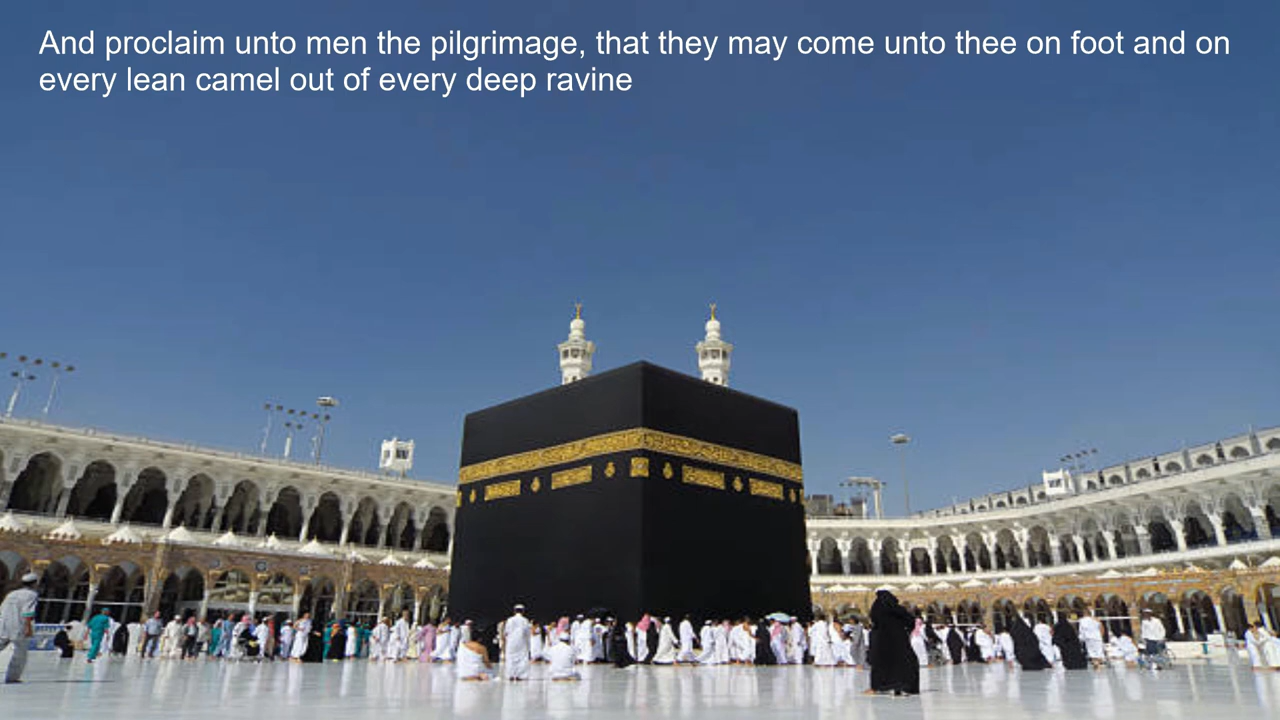 And proclaim unto men the pilgrimage, that they may come unto thee on foot and on
every lean camel out of every deep ravine